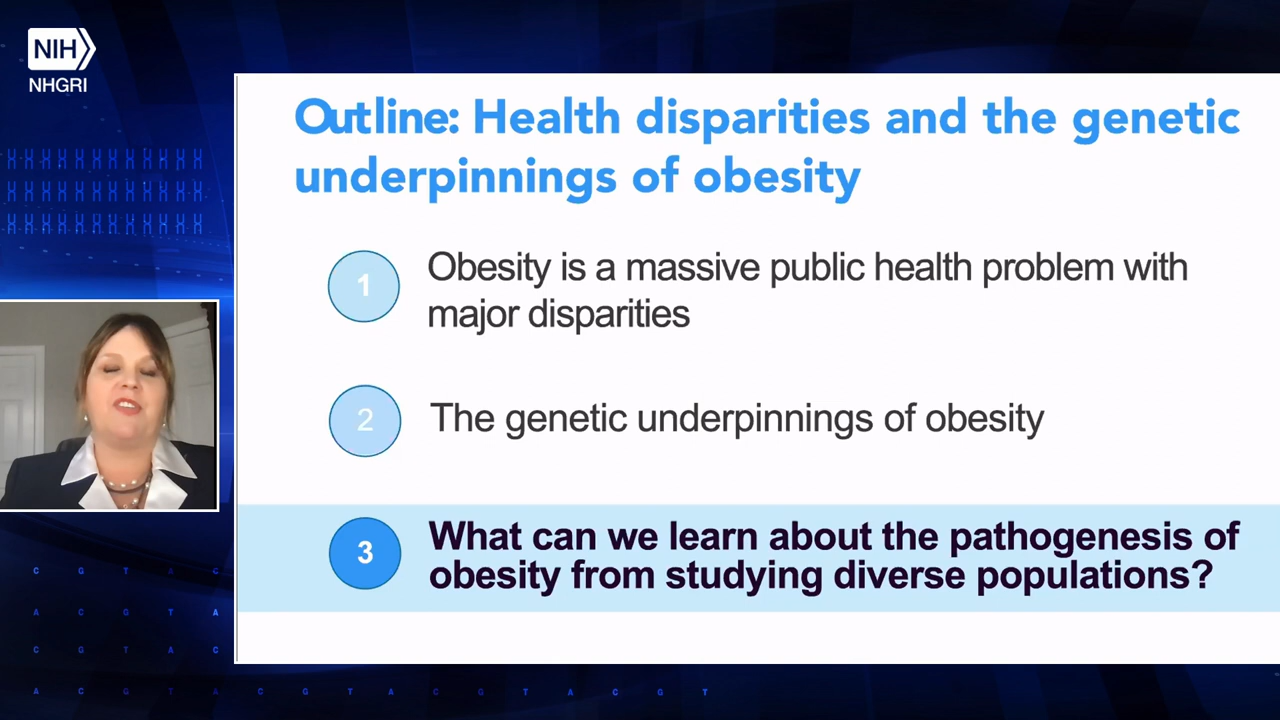 NIH
NHGRI
Outline: Health disparities and the genetic
underpinnings of obesity
1
Obesity is a massive public health problem with
major disparities
2
The genetic underpinnings of obesity
3
What can we learn about the pathogenesis of
obesity from studying diverse populations?
C G T A C
A C G T A
C G T A C
A C G T A C G T A C G T A C G T